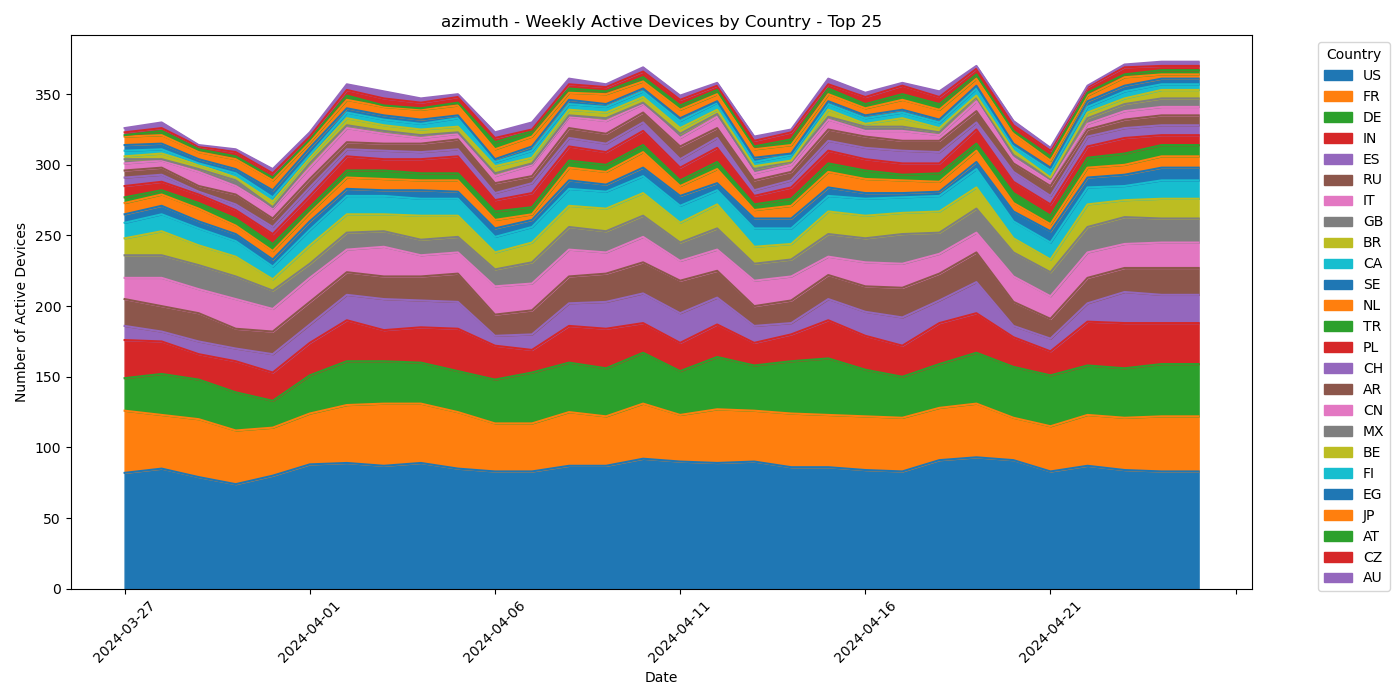 azimuth - Weekly Active Devices by Country - Top 25
Number of Active Devices
350
300
250
200
150
100
50
0
2024-03-27
2024-04-01
2024-04-06
2024-04-11
2024-04-16
2024-04-21
Date
Country
US
FR
DE
IN
ES
RU
IT
GB
BR
CA
SE
NL
TR
PL
CH
AR
CN
MX
BE
FI
EG
JP
AT
CZ
AU